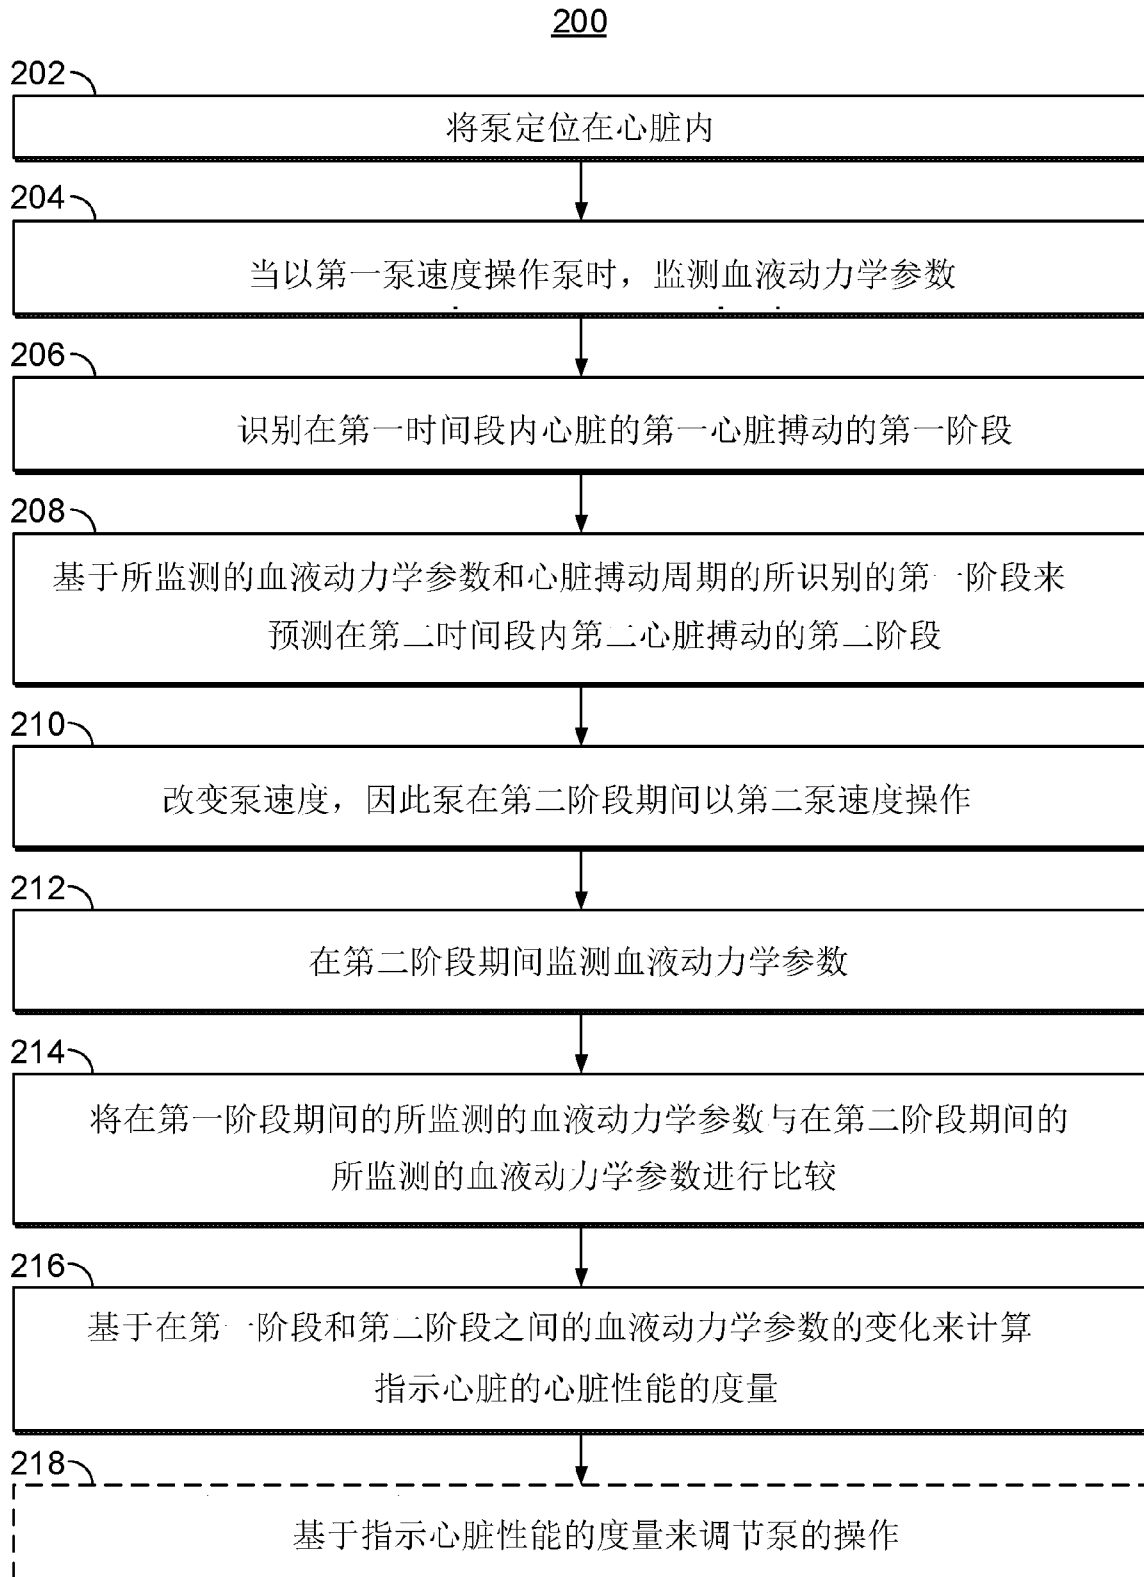 200
202
将泵定位在心脏内
204
当以第一泵速度操作泵时，监测血液动力学参数
206
识别在第一时间段内心脏的第一心脏搏动的第一阶段
208
基于所监测的血液动力学参数和心脏搏动周期的所识别的第一阶段来
预测在第二时间段内第二心脏搏动的第二阶段
210
改变泵速度，因此泵在第二阶段期间以第二泵速度操作
212
在第二阶段期间监测血液动力学参数
214
将在第一阶段期间的所监测的血液动力学参数与在第二阶段期间的
所监测的血液动力学参数进行比较
216
基于在第一阶段和第二阶段之间的血液动力学参数的变化来计算
指示心脏的心脏性能的度量
218
基于指示心脏性能的度量来调节泵的操作